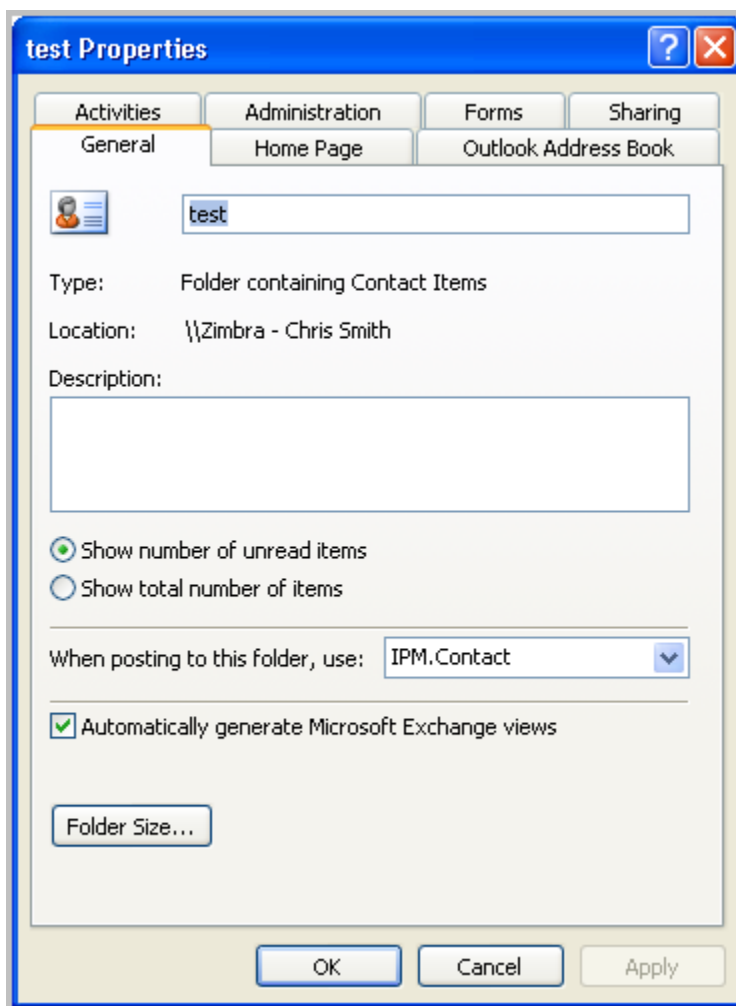 test Properties
?
Activities Administration Forms Sharing
General Home Page Outlook Address Book
test
Type: Folder containing Contact Items
Location: \\Zimbra - Chris Smith
Description:
Show number of unread items
Show total number of items
When posting to this folder, use: IPM.Contact
Automatically generate Microsoft Exchange views
Folder Size...
OK Cancel Apply